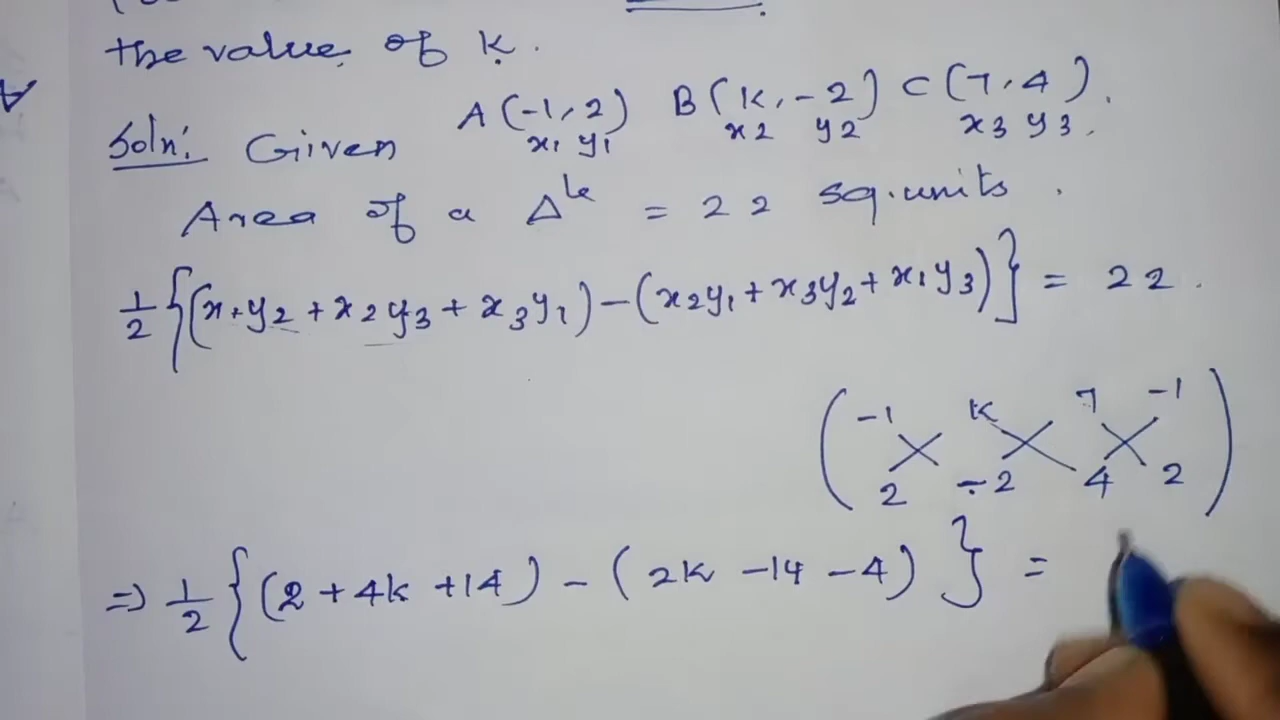 the value of k.
Soln: Given A(-1, 2) B(k, -2) C(7, 4).
x₁ y₁ x₂ y₂ x₃ y₃.
Area of a Δle = 22 sq.units.
1/2 {(x₁y₂ + x₂y₃ + x₃y₁) - (x₂y₁ + x₃y₂ + x₁y₃)} = 22.
-1 k 7 -1
2 -2 4 2
⇒ 1/2 {(2 + 4k + 14) - (2k - 14 - 4)} =